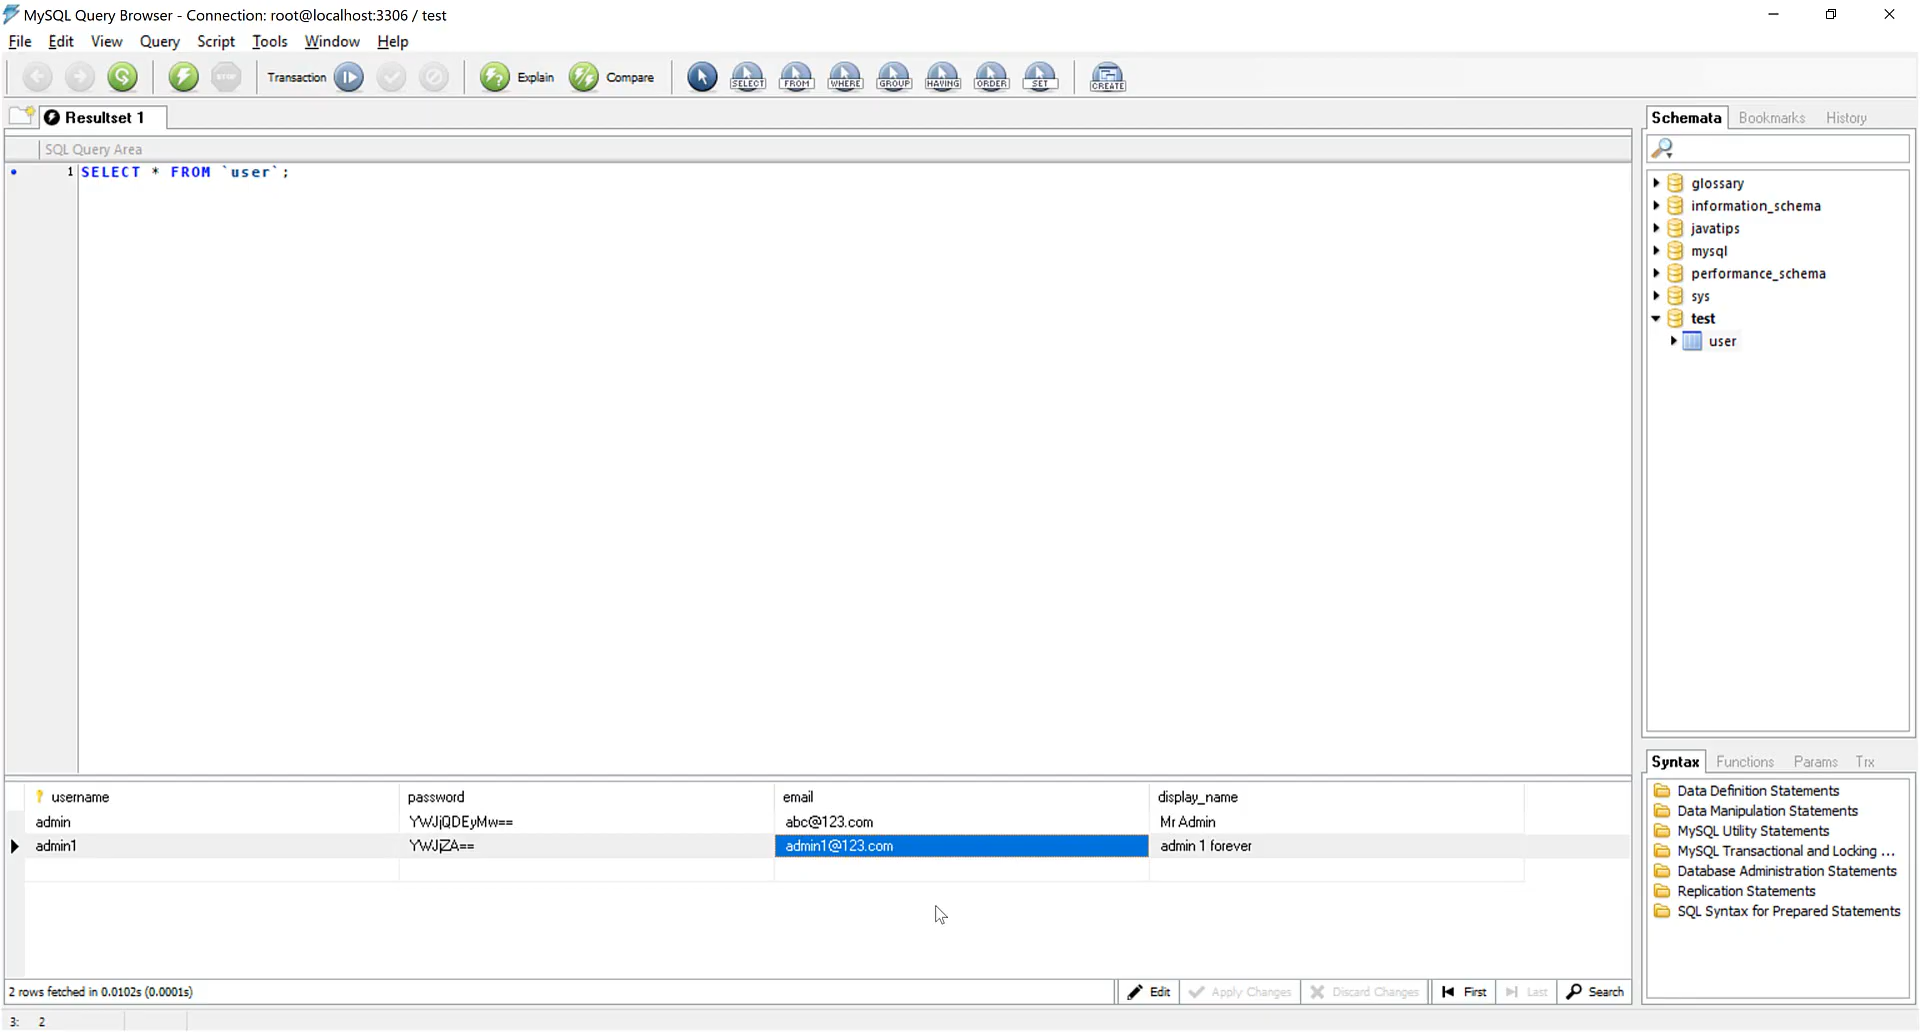 MySQL Query Browser - Connection: root@localhost:3306 / test
File Edit View Query Script Tools Window Help
STOP Transaction Explain Compare SELECT FROM WHERE GROUP HAVING ORDER SET CREATE
Resultset 1
SQL Query Area
1 SELECT * FROM `user`;
Schemata Bookmarks History
glossary
information_schema
javatips
mysql
performance_schema
sys
test
user
username password email display_name
admin YWJjQDEyMw== abc@123.com Mr Admin
admin1 YWJjZA== admin1@123.com admin 1 forever
Syntax Functions Params Trx
Data Definition Statements
Data Manipulation Statements
MySQL Utility Statements
MySQL Transactional and Locking ...
Database Administration Statements
Replication Statements
SQL Syntax for Prepared Statements
2 rows fetched in 0.0102s (0.0001s) Edit Apply Changes Discard Changes First Last Search
3: 2